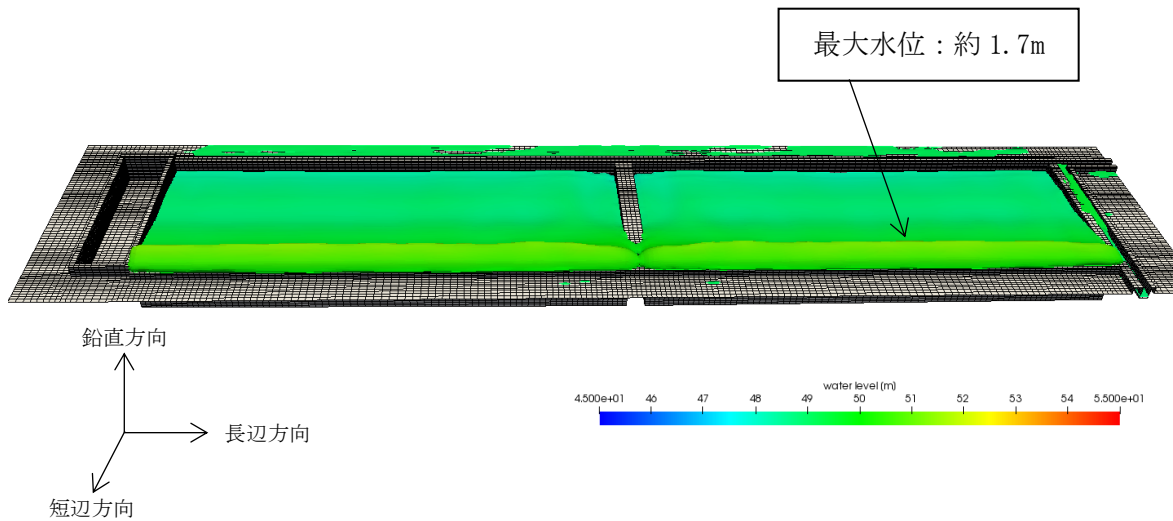 最大水位：約 1.7m
鉛直方向
長辺方向
短辺方向
water level (m)
4.500e+01 46 47 48 49 50 51 52 53 54 5.500e+01